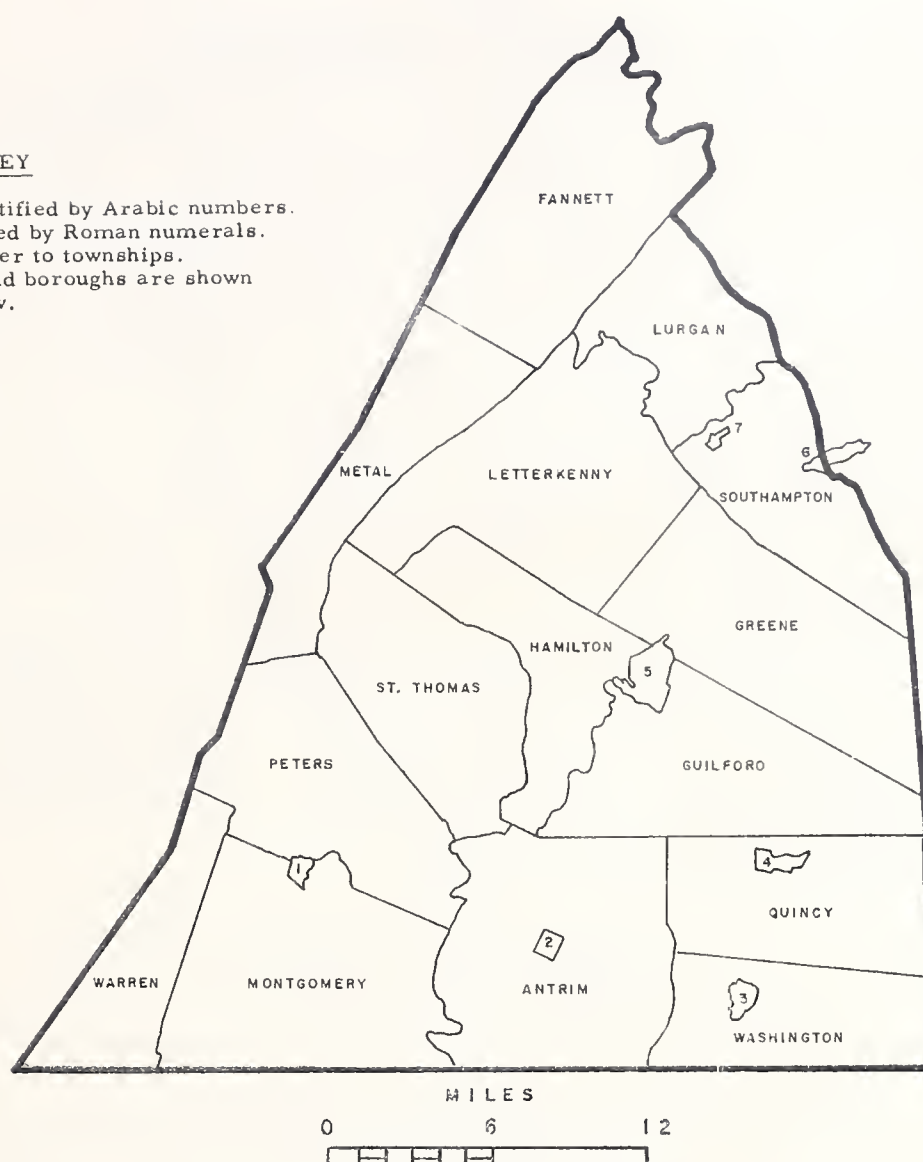 EY
tified by Arabic numbers.
ed by Roman numerals.
er to townships.
d boroughs are shown
w.
FANNETT
LURGAN
7
6
METAL
LETTERKENNY
SOUTHAMPTON
GREENE
HAMILTON
5
ST. THOMAS
PETERS
GUILFORD
1
4
QUINCY
2
WARREN
MONTGOMERY
ANTRIM
3
WASHINGTON
MILES
0 6 12